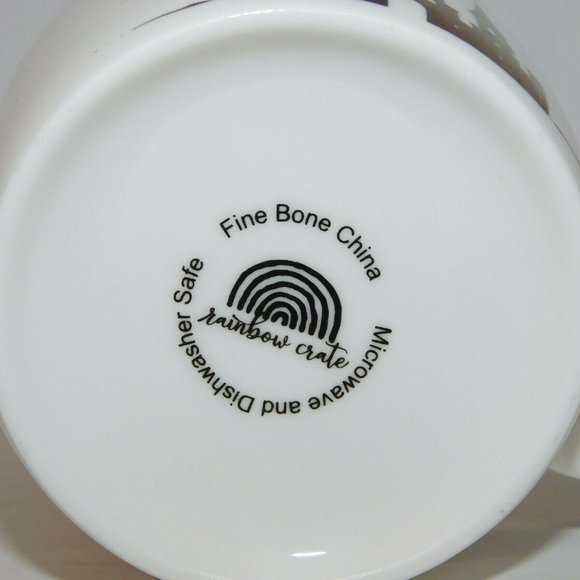 Fine Bone China
rainbow crate
Microwave and Dishwasher Safe